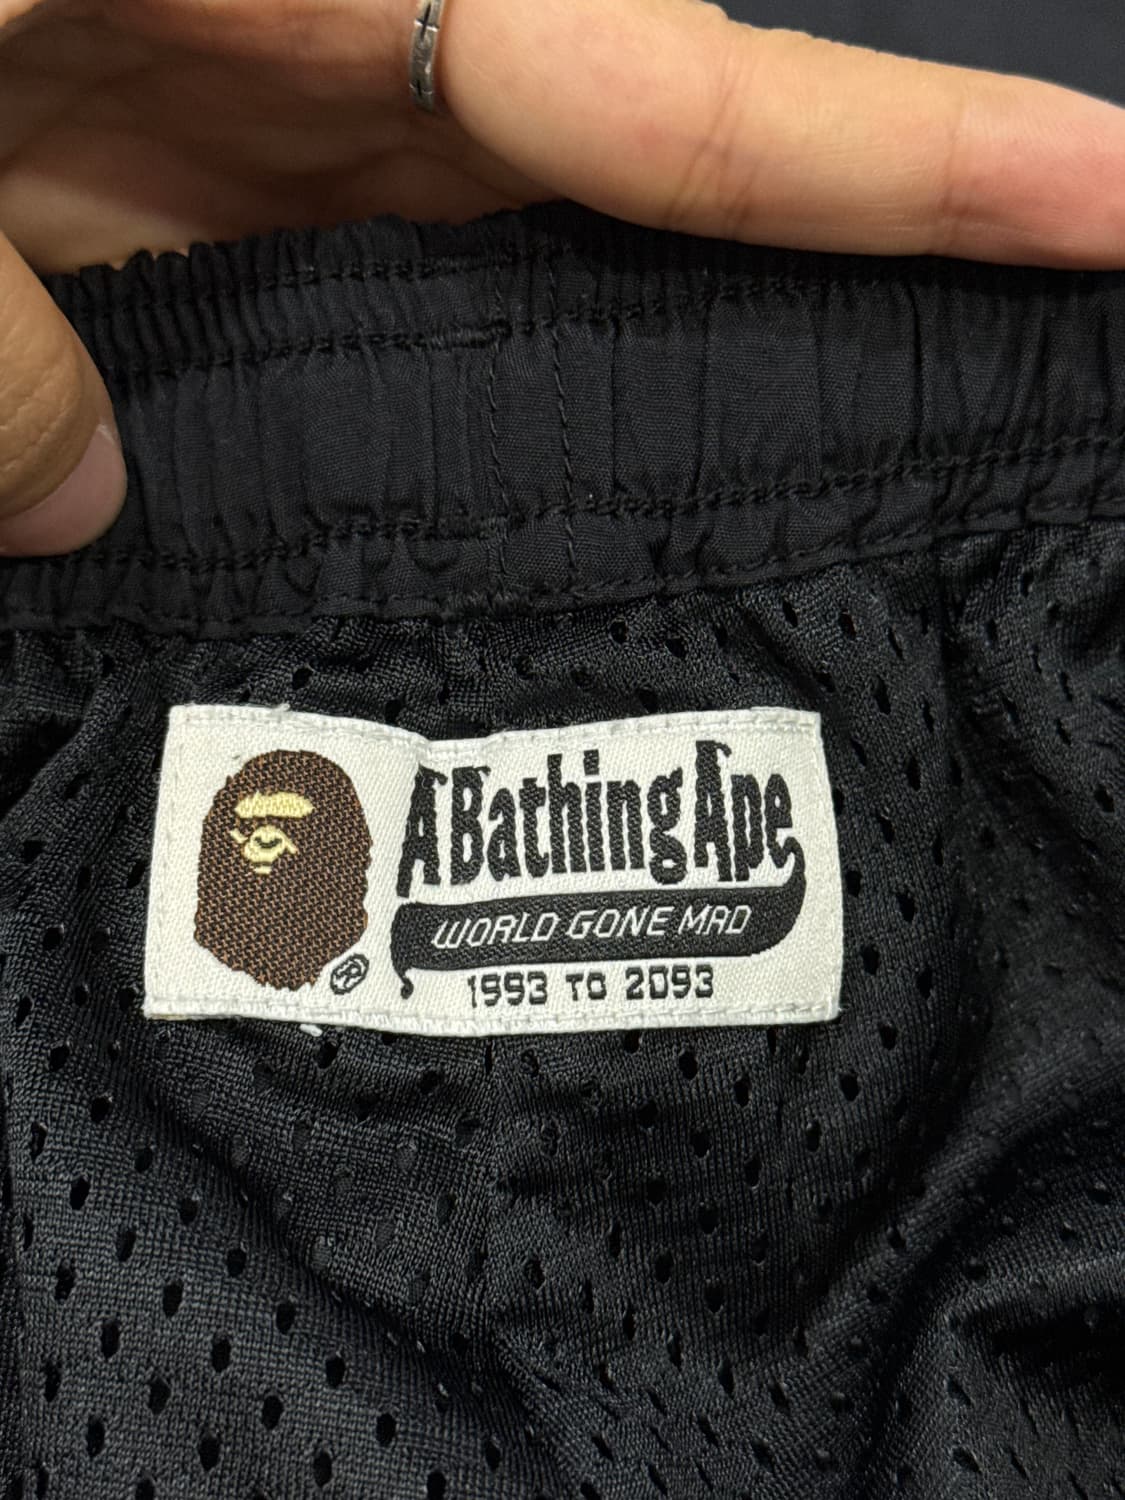 A Bathing Ape
WORLD GONE MAD
1993 TO 2093
®